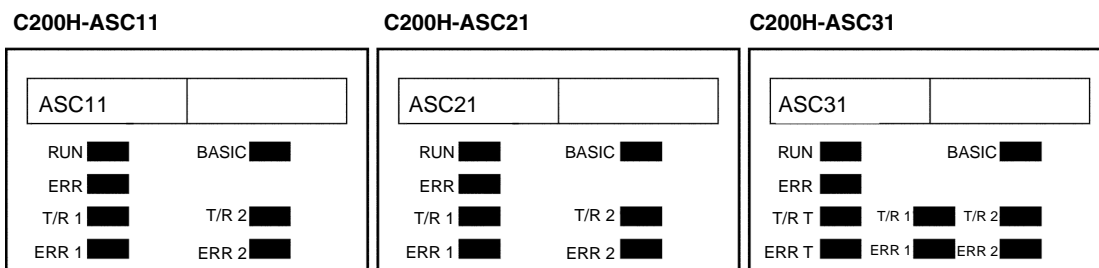 C200H-ASC11
ASC11
RUN BASIC
ERR
T/R 1 T/R 2
ERR 1 ERR 2
C200H-ASC21
ASC21
RUN BASIC
ERR
T/R 1 T/R 2
ERR 1 ERR 2
C200H-ASC31
ASC31
RUN BASIC
ERR
T/R T T/R 1 T/R 2
ERR T ERR 1 ERR 2